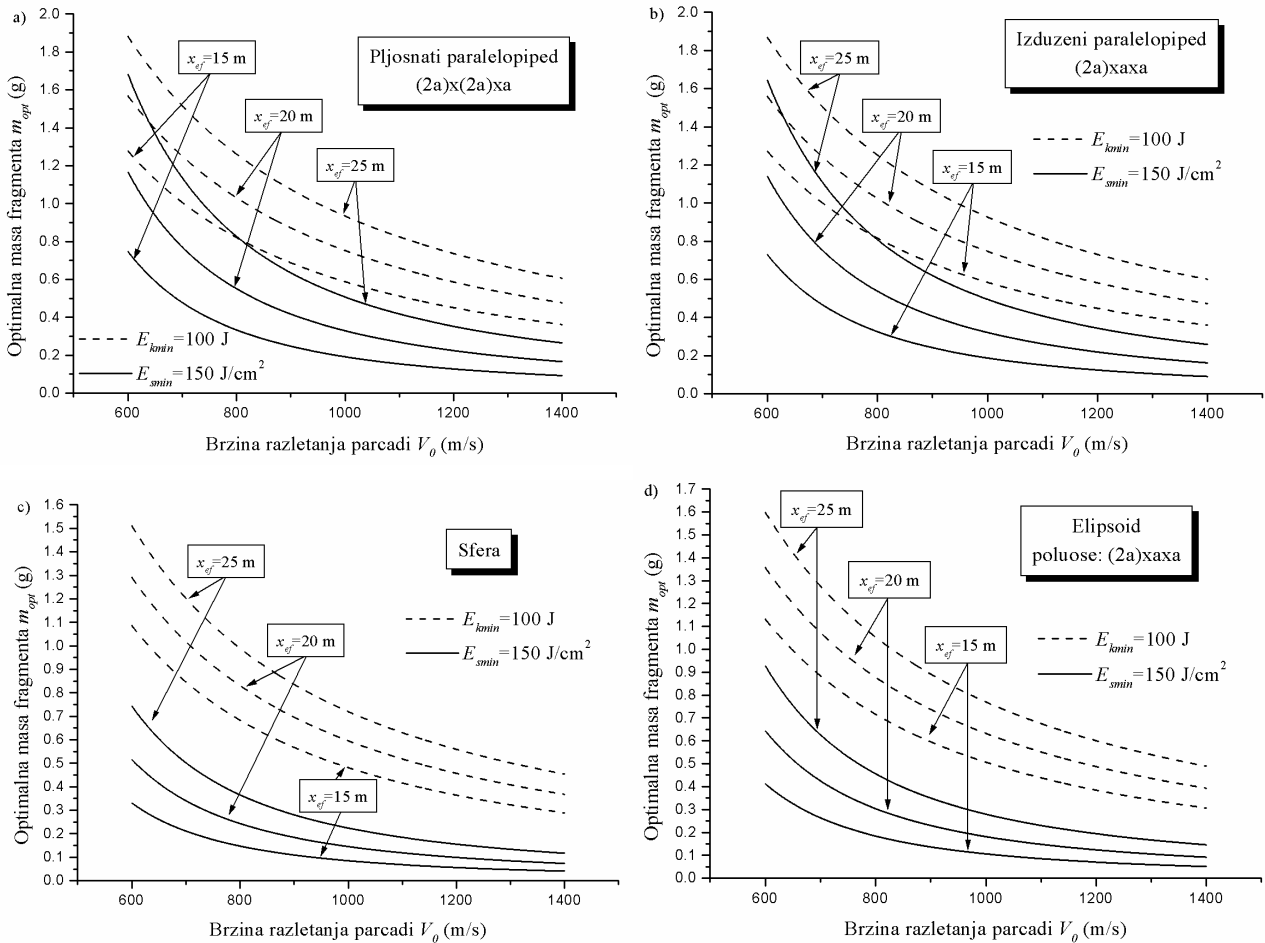 a)
Optimalna masa fragmenta m_opt (g)
2.0
1.8
1.6
1.4
1.2
1.0
0.8
0.6
0.4
0.2
0.0
x_ef=15 m
x_ef=20 m
x_ef=25 m
Pljosnati paralelopiped
(2a)x(2a)xa
E_kmin=100 J
E_smin=150 J/cm²
600
800
1000
1200
1400
Brzina razletanja parcadi V_0 (m/s)
b)
Optimalna masa fragmenta m_opt (g)
2.0
1.8
1.6
1.4
1.2
1.0
0.8
0.6
0.4
0.2
0.0
x_ef=25 m
x_ef=20 m
x_ef=15 m
Izduzeni paralelopiped
(2a)xaxa
E_kmin=100 J
E_smin=150 J/cm²
600
800
1000
1200
1400
Brzina razletanja parcadi V_0 (m/s)
c)
Optimalna masa fragmenta m_opt (g)
1.6
1.5
1.4
1.3
1.2
1.1
1.0
0.9
0.8
0.7
0.6
0.5
0.4
0.3
0.2
0.1
0.0
x_ef=25 m
x_ef=20 m
x_ef=15 m
Sfera
E_kmin=100 J
E_smin=150 J/cm²
600
800
1000
1200
1400
Brzina razletanja parcadi V_0 (m/s)
d)
Optimalna masa fragmenta m_opt (g)
1.7
1.6
1.5
1.4
1.3
1.2
1.1
1.0
0.9
0.8
0.7
0.6
0.5
0.4
0.3
0.2
0.1
0.0
x_ef=25 m
x_ef=20 m
x_ef=15 m
Elipsoid
poluose: (2a)xaxa
E_kmin=100 J
E_smin=150 J/cm²
600
800
1000
1200
1400
Brzina razletanja parcadi V_0 (m/s)